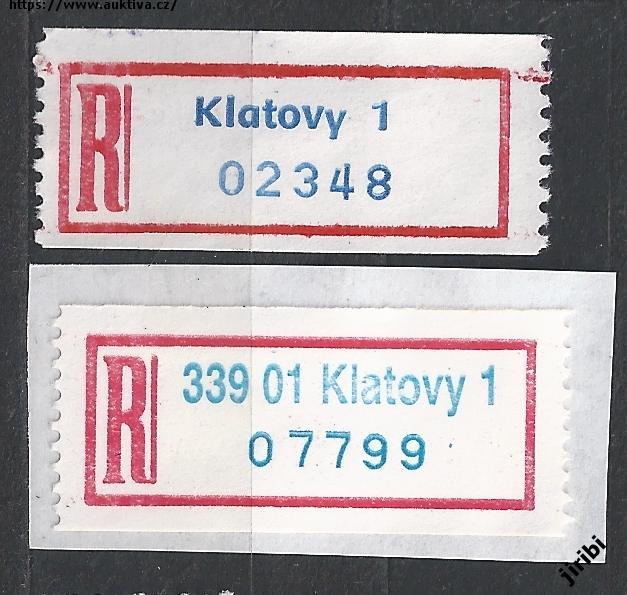 https://www.auktiva.cz/
R Klatovy 1
02348
R 339 01 Klatovy 1
07799
jiribi